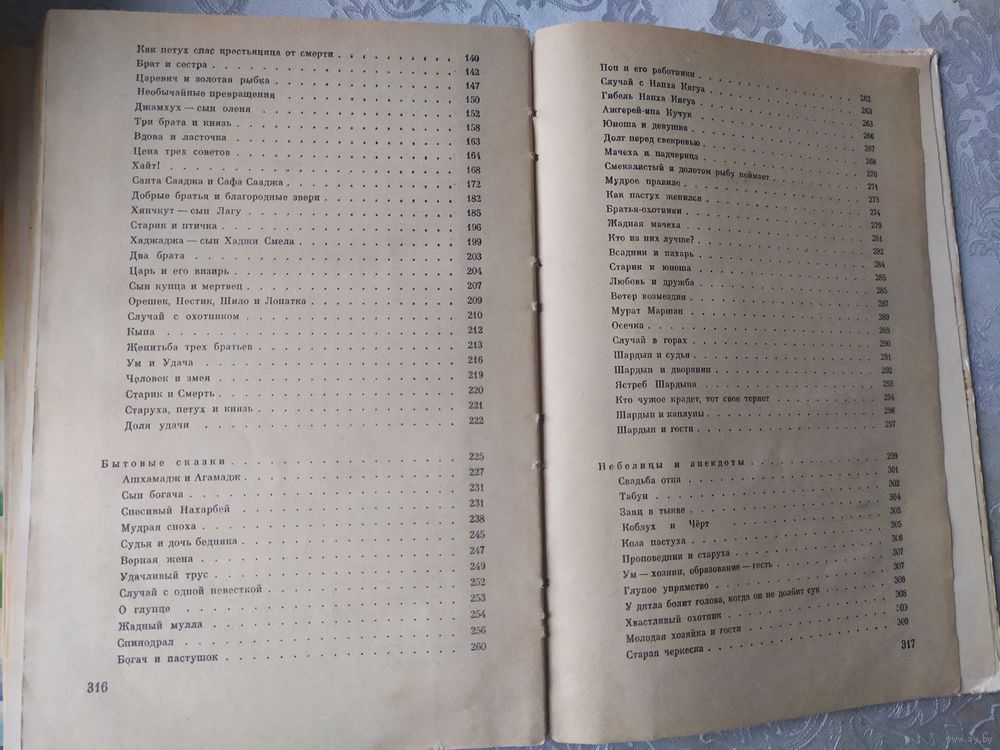 Как петух спас крестьянина от смерти . . . . . . . . 140
Брат и сестра . . . . . . . . 142
Царевич и золотая рыбка . . . . . . . . 147
Необычайные превращения . . . . . . . . 150
Джамхух — сын оленя . . . . . . . . 152
Три брата и князь . . . . . . . . 158
Вдова и ласточка . . . . . . . . 163
Цена трех советов . . . . . . . . 164
Хайт! . . . . . . . . 168
Санта Сааджа и Сафа Сааджа . . . . . . . . 172
Добрые братья и благородные звери . . . . . . . . 182
Хянчкут — сын Лагу . . . . . . . . 185
Старик и птичка . . . . . . . . 196
Хаджаджа — сын Хаджи Смела . . . . . . . . 199
Два брата . . . . . . . . 203
Царь и его визирь . . . . . . . . 204
Сын купца и мертвец . . . . . . . . 207
Орешек, Пестик, Шило и Лопатка . . . . . . . . 209
Случай с охотником . . . . . . . . 210
Кыпа . . . . . . . . 212
Женитьба трех братьев . . . . . . . . 213
Ум и Удача . . . . . . . . 216
Человек и змея . . . . . . . . 219
Старик и Смерть . . . . . . . . 220
Старуха, петух и князь . . . . . . . . 221
Доля удачи . . . . . . . . 222
Бытовые сказки . . . . . . . . 225
Ашхамадж и Агамадж . . . . . . . . 227
Сын богача . . . . . . . . 231
Спесивый Нахарбей . . . . . . . . 231
Мудрая сноха . . . . . . . . 238
Судья и дочь бедняка . . . . . . . . 245
Верная жена . . . . . . . . 247
Удачливый трус . . . . . . . . 249
Случай с одной невесткой . . . . . . . . 252
О глупце . . . . . . . . 253
Жадный мулла . . . . . . . . 254
Спинодрал . . . . . . . . 256
Богач и пастушок . . . . . . . . 260
316
Поп и его работники . . . . . . . . 262
Случай с Напха Кягуа . . . . . . . . 263
Гибель Напха Кягуа . . . . . . . . 263
Ажгерей-ипа Кучук . . . . . . . . 266
Юноша и девушка . . . . . . . . 267
Долг перед свекровью . . . . . . . . 268
Мачеха и падчерица . . . . . . . . 270
Смекалистый и долотом рыбу поймает . . . . . . . . 271
Мудрое правило . . . . . . . . 273
Как пастух женился . . . . . . . . 274
Братья-охотники . . . . . . . . 279
Жадная мачеха . . . . . . . . 281
Кто из них лучше? . . . . . . . . 282
Всадник и пахарь . . . . . . . . 284
Старик и юноша . . . . . . . . 285
Любовь и дружба . . . . . . . . 285
Ветер возмездия . . . . . . . . 287
Мурат Маршан . . . . . . . . 289
Осечка . . . . . . . . 289
Случай в горах . . . . . . . . 290
Шардын и судья . . . . . . . . 291
Шардын и дворянин . . . . . . . . 292
Ястреб Шардына . . . . . . . . 293
Кто чужое крадет, тот свое теряет . . . . . . . . 294
Шардын и каплуны . . . . . . . . 296
Шардын и гости . . . . . . . . 297
Небелицы и анекдоты . . . . . . . . 299
Свадьба отца . . . . . . . . 301
Табун . . . . . . . . 302
Заяц в тыкве . . . . . . . . 304
Коблух и Чёрт . . . . . . . . 305
Коза пастуха . . . . . . . . 305
Проповедник и старуха . . . . . . . . 306
Ум — хозяин, образование — гость . . . . . . . . 307
Глупое упрямство . . . . . . . . 307
У дятла болит голова, когда он не долбит сук . . . . . . . . 308
Хвастливый охотник . . . . . . . . 308
Молодая хозяйка и гости . . . . . . . . 309
Старая черкеска . . . . . . . . 309
317
www.ay.by